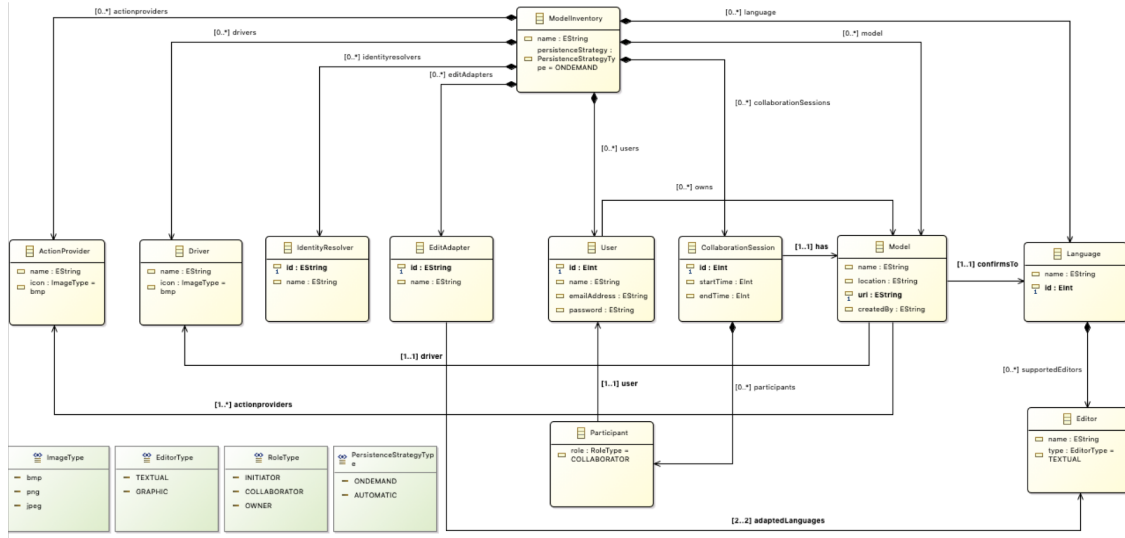 [0..*] actionproviders
ModelInventory
[0..*] language
name : EString
[0..*] drivers
[0..*] model
persistenceStrategy :
PersistenceStrategyTy
pe = ONDEMAND
[0..*] identityresolvers
[0..*] editAdapters
[0..*] collaborationSessions
[0..*] users
[0..*] owns
ActionProvider
name : EString
icon : ImageType =
bmp
Driver
name : EString
icon : ImageType =
bmp
IdentityResolver
id : EString
name : EString
EditAdapter
id : EString
name : EString
User
id : EInt
name : EString
emailAddress : EString
password : EString
CollaborationSession
id : EInt
startTime : EInt
endTime : EInt
[1..1] has
Model
name : EString
location : EString
uri : EString
createdBy : EString
[1..1] confirmsTo
Language
name : EString
id : EInt
[1..1] driver
[1..1] user
[0..*] participants
[0..*] supportedEditors
[1..*] actionproviders
Participant
role : RoleType =
COLLABORATOR
Editor
name : EString
type : EditorType =
TEXTUAL
ImageType
bmp
png
jpeg
EditorType
TEXTUAL
GRAPHIC
RoleType
INITIATOR
COLLABORATOR
OWNER
PersistenceStrategyTyp
e
ONDEMAND
AUTOMATIC
[2..2] adaptedLanguages